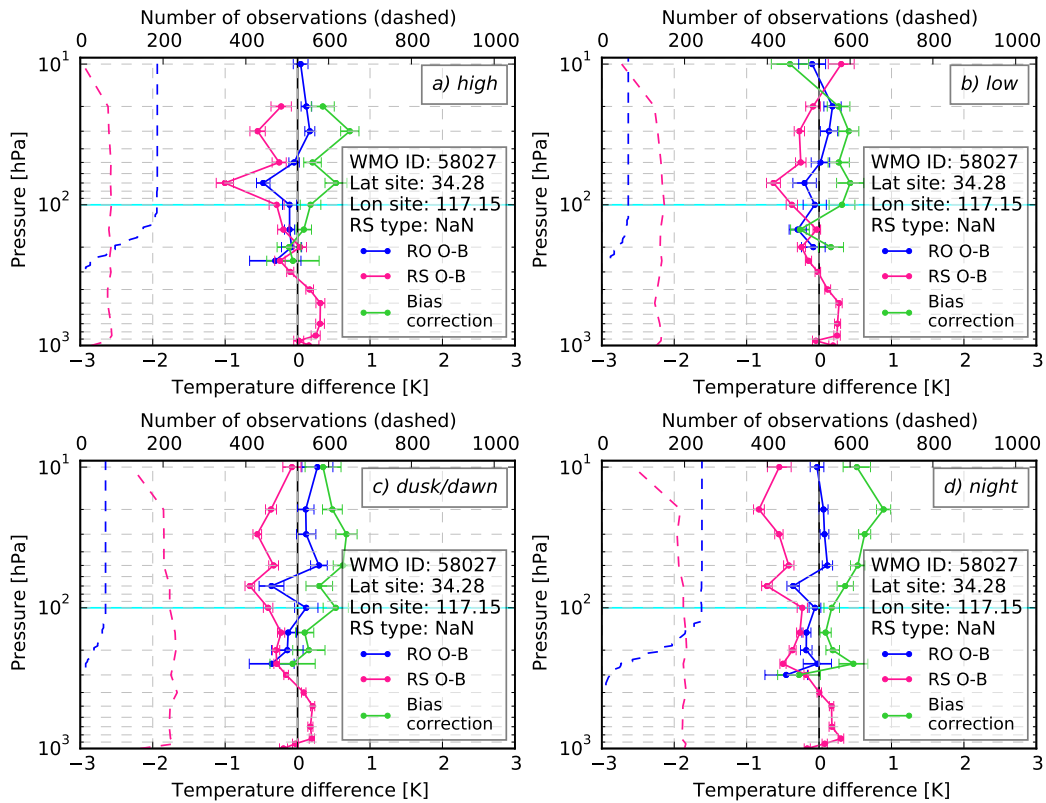 Number of observations (dashed)
0 200 400 600 800 1000
a) high
10¹
10²
10³
Pressure [hPa]
WMO ID: 58027
Lat site: 34.28
Lon site: 117.15
RS type: NaN
RO O-B
RS O-B
Bias
correction
−3 −2 −1 0 1 2 3
Temperature difference [K]
Number of observations (dashed)
0 200 400 600 800 1000
b) low
10¹
10²
10³
Pressure [hPa]
WMO ID: 58027
Lat site: 34.28
Lon site: 117.15
RS type: NaN
RO O-B
RS O-B
Bias
correction
−3 −2 −1 0 1 2 3
Temperature difference [K]
Number of observations (dashed)
0 200 400 600 800 1000
c) dusk/dawn
10¹
10²
10³
Pressure [hPa]
WMO ID: 58027
Lat site: 34.28
Lon site: 117.15
RS type: NaN
RO O-B
RS O-B
Bias
correction
−3 −2 −1 0 1 2 3
Temperature difference [K]
Number of observations (dashed)
0 200 400 600 800 1000
d) night
10¹
10²
10³
Pressure [hPa]
WMO ID: 58027
Lat site: 34.28
Lon site: 117.15
RS type: NaN
RO O-B
RS O-B
Bias
correction
−3 −2 −1 0 1 2 3
Temperature difference [K]